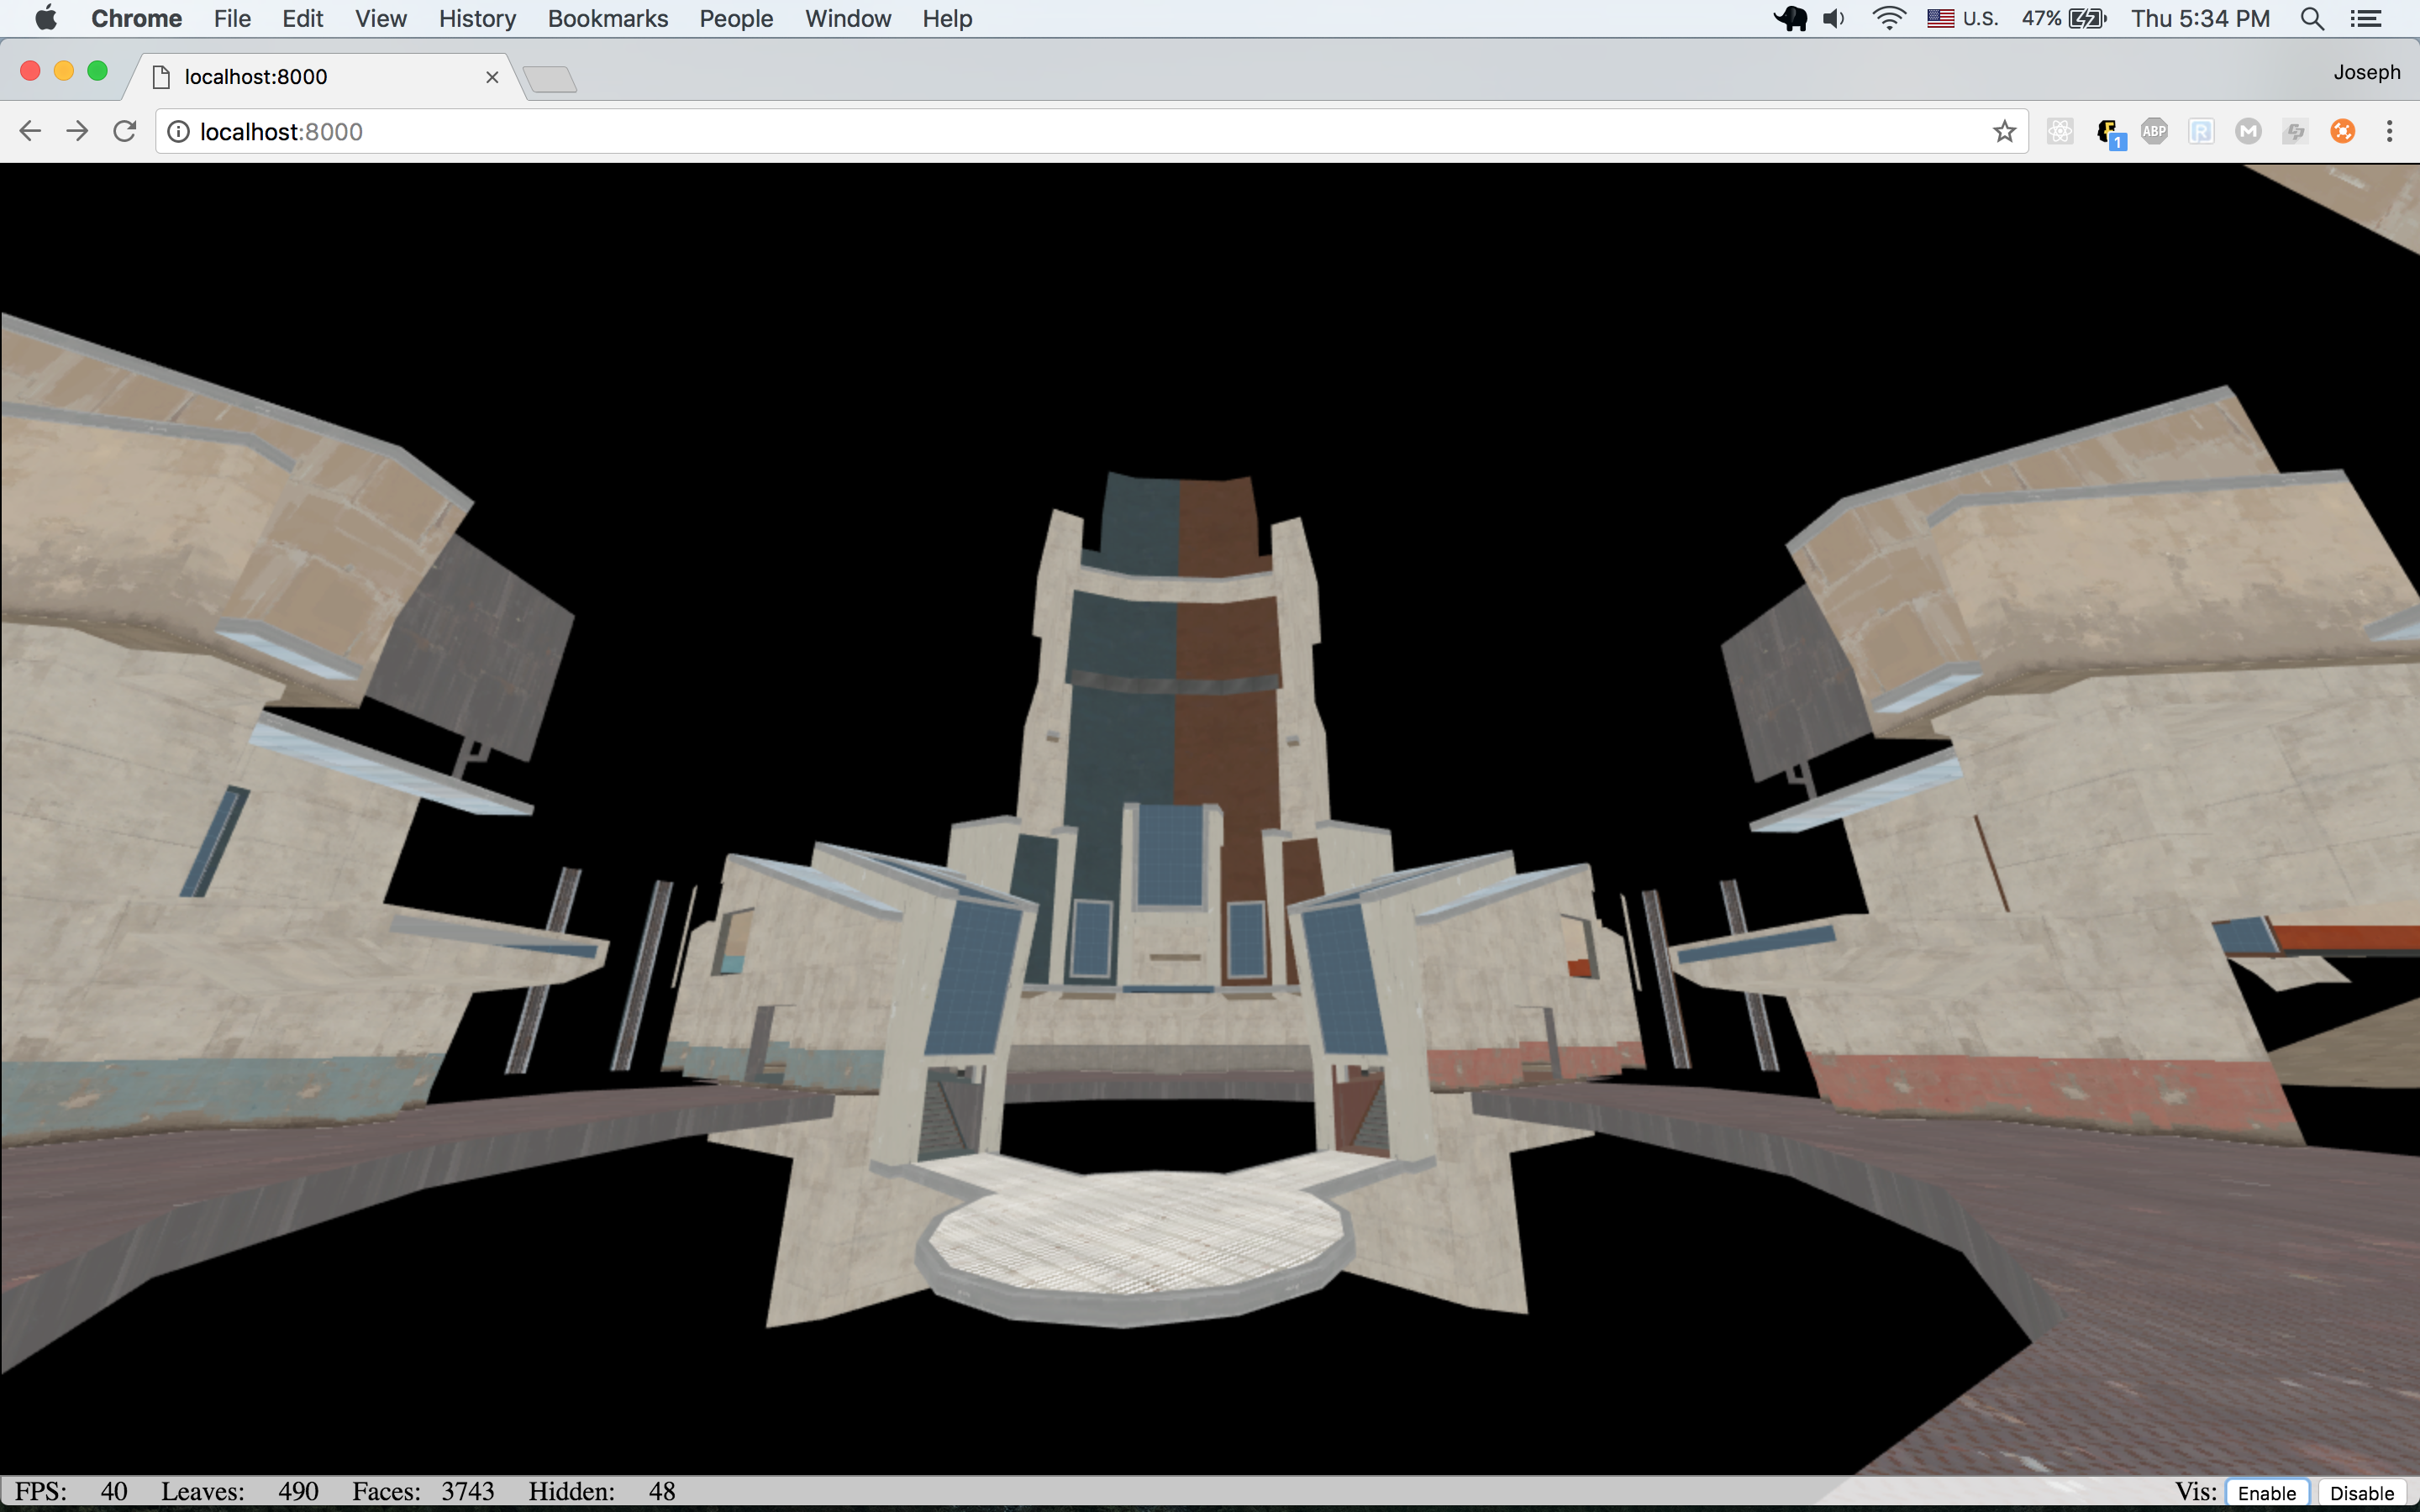 Chrome File Edit View History Bookmarks People Window Help U.S. 47% Thu 5:34 PM
localhost:8000 Joseph
localhost:8000 1 ABP R M
FPS: 40 Leaves: 490 Faces: 3743 Hidden: 48 Vis: Enable Disable